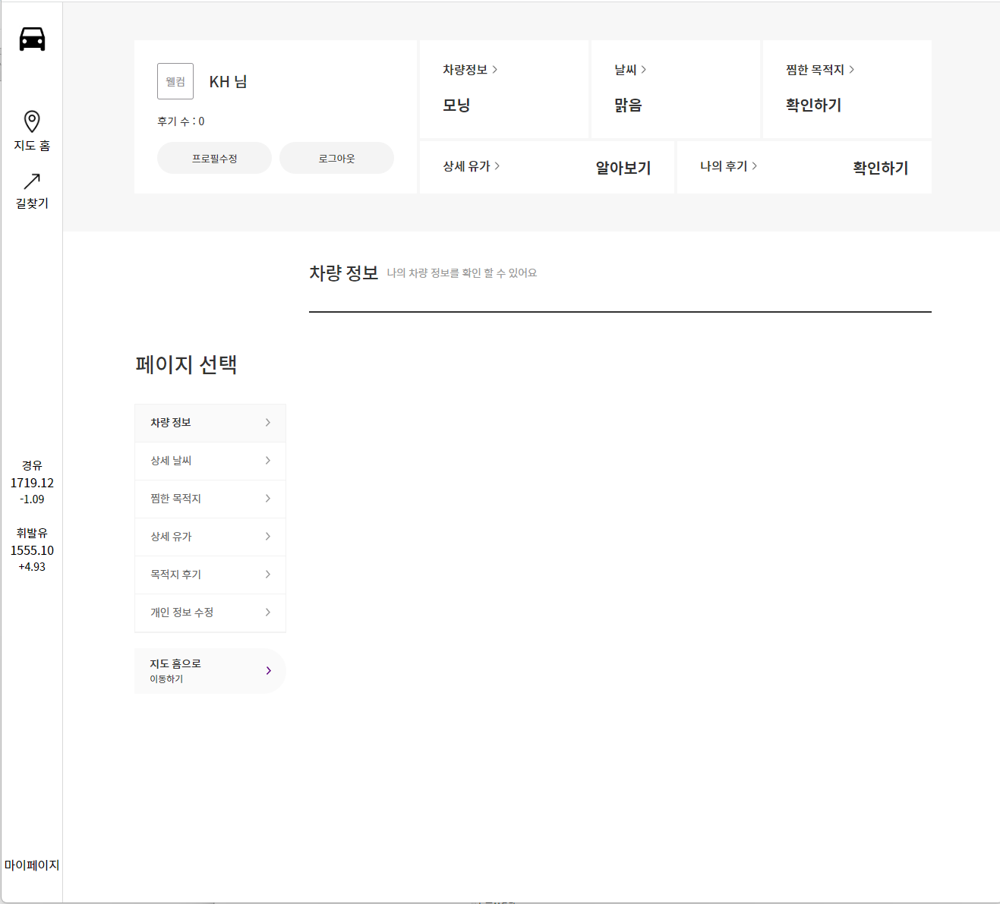 지도 홈
길찾기
경유
1719.12
-1.09
휘발유
1555.10
+4.93
마이페이지
웰컴
KH 님
후기 수 : 0
프로필수정
로그아웃
차량정보
모닝
날씨
맑음
찜한 목적지
확인하기
상세 유가
알아보기
나의 후기
확인하기
차량 정보 나의 차량 정보를 확인 할 수 있어요
페이지 선택
차량 정보
상세 날씨
찜한 목적지
상세 유가
목적지 후기
개인 정보 수정
지도 홈으로
이동하기